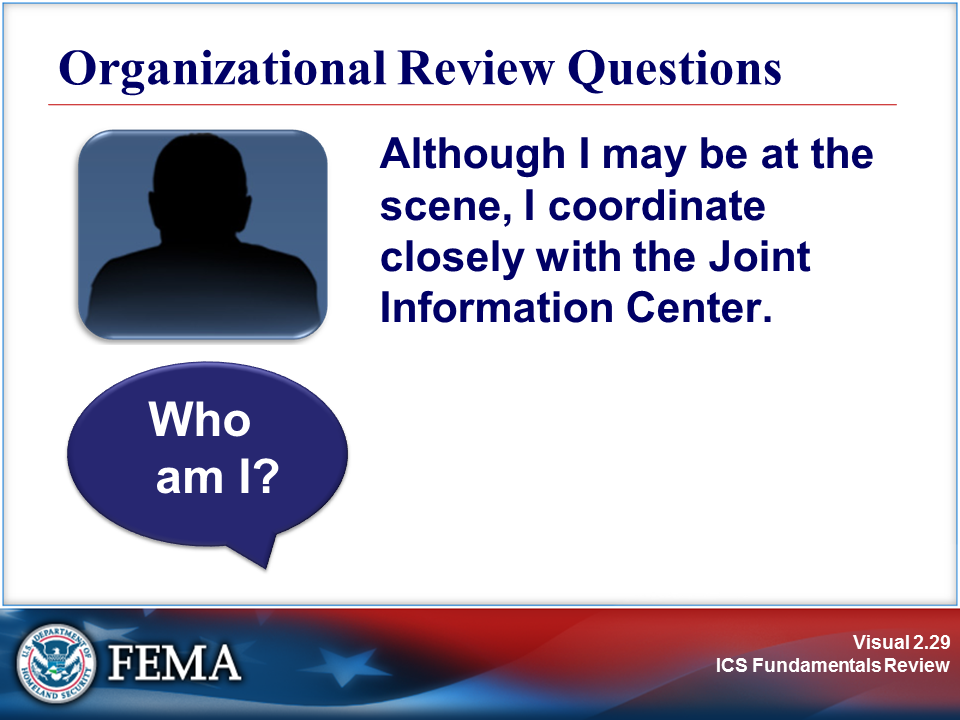 Organizational Review Questions
Although I may be at the
scene, I coordinate
closely with the Joint
Information Center.
Who
am I?
U.S. DEPARTMENT OF
HOMELAND SECURITY
FEMA
Visual 2.29
ICS Fundamentals Review